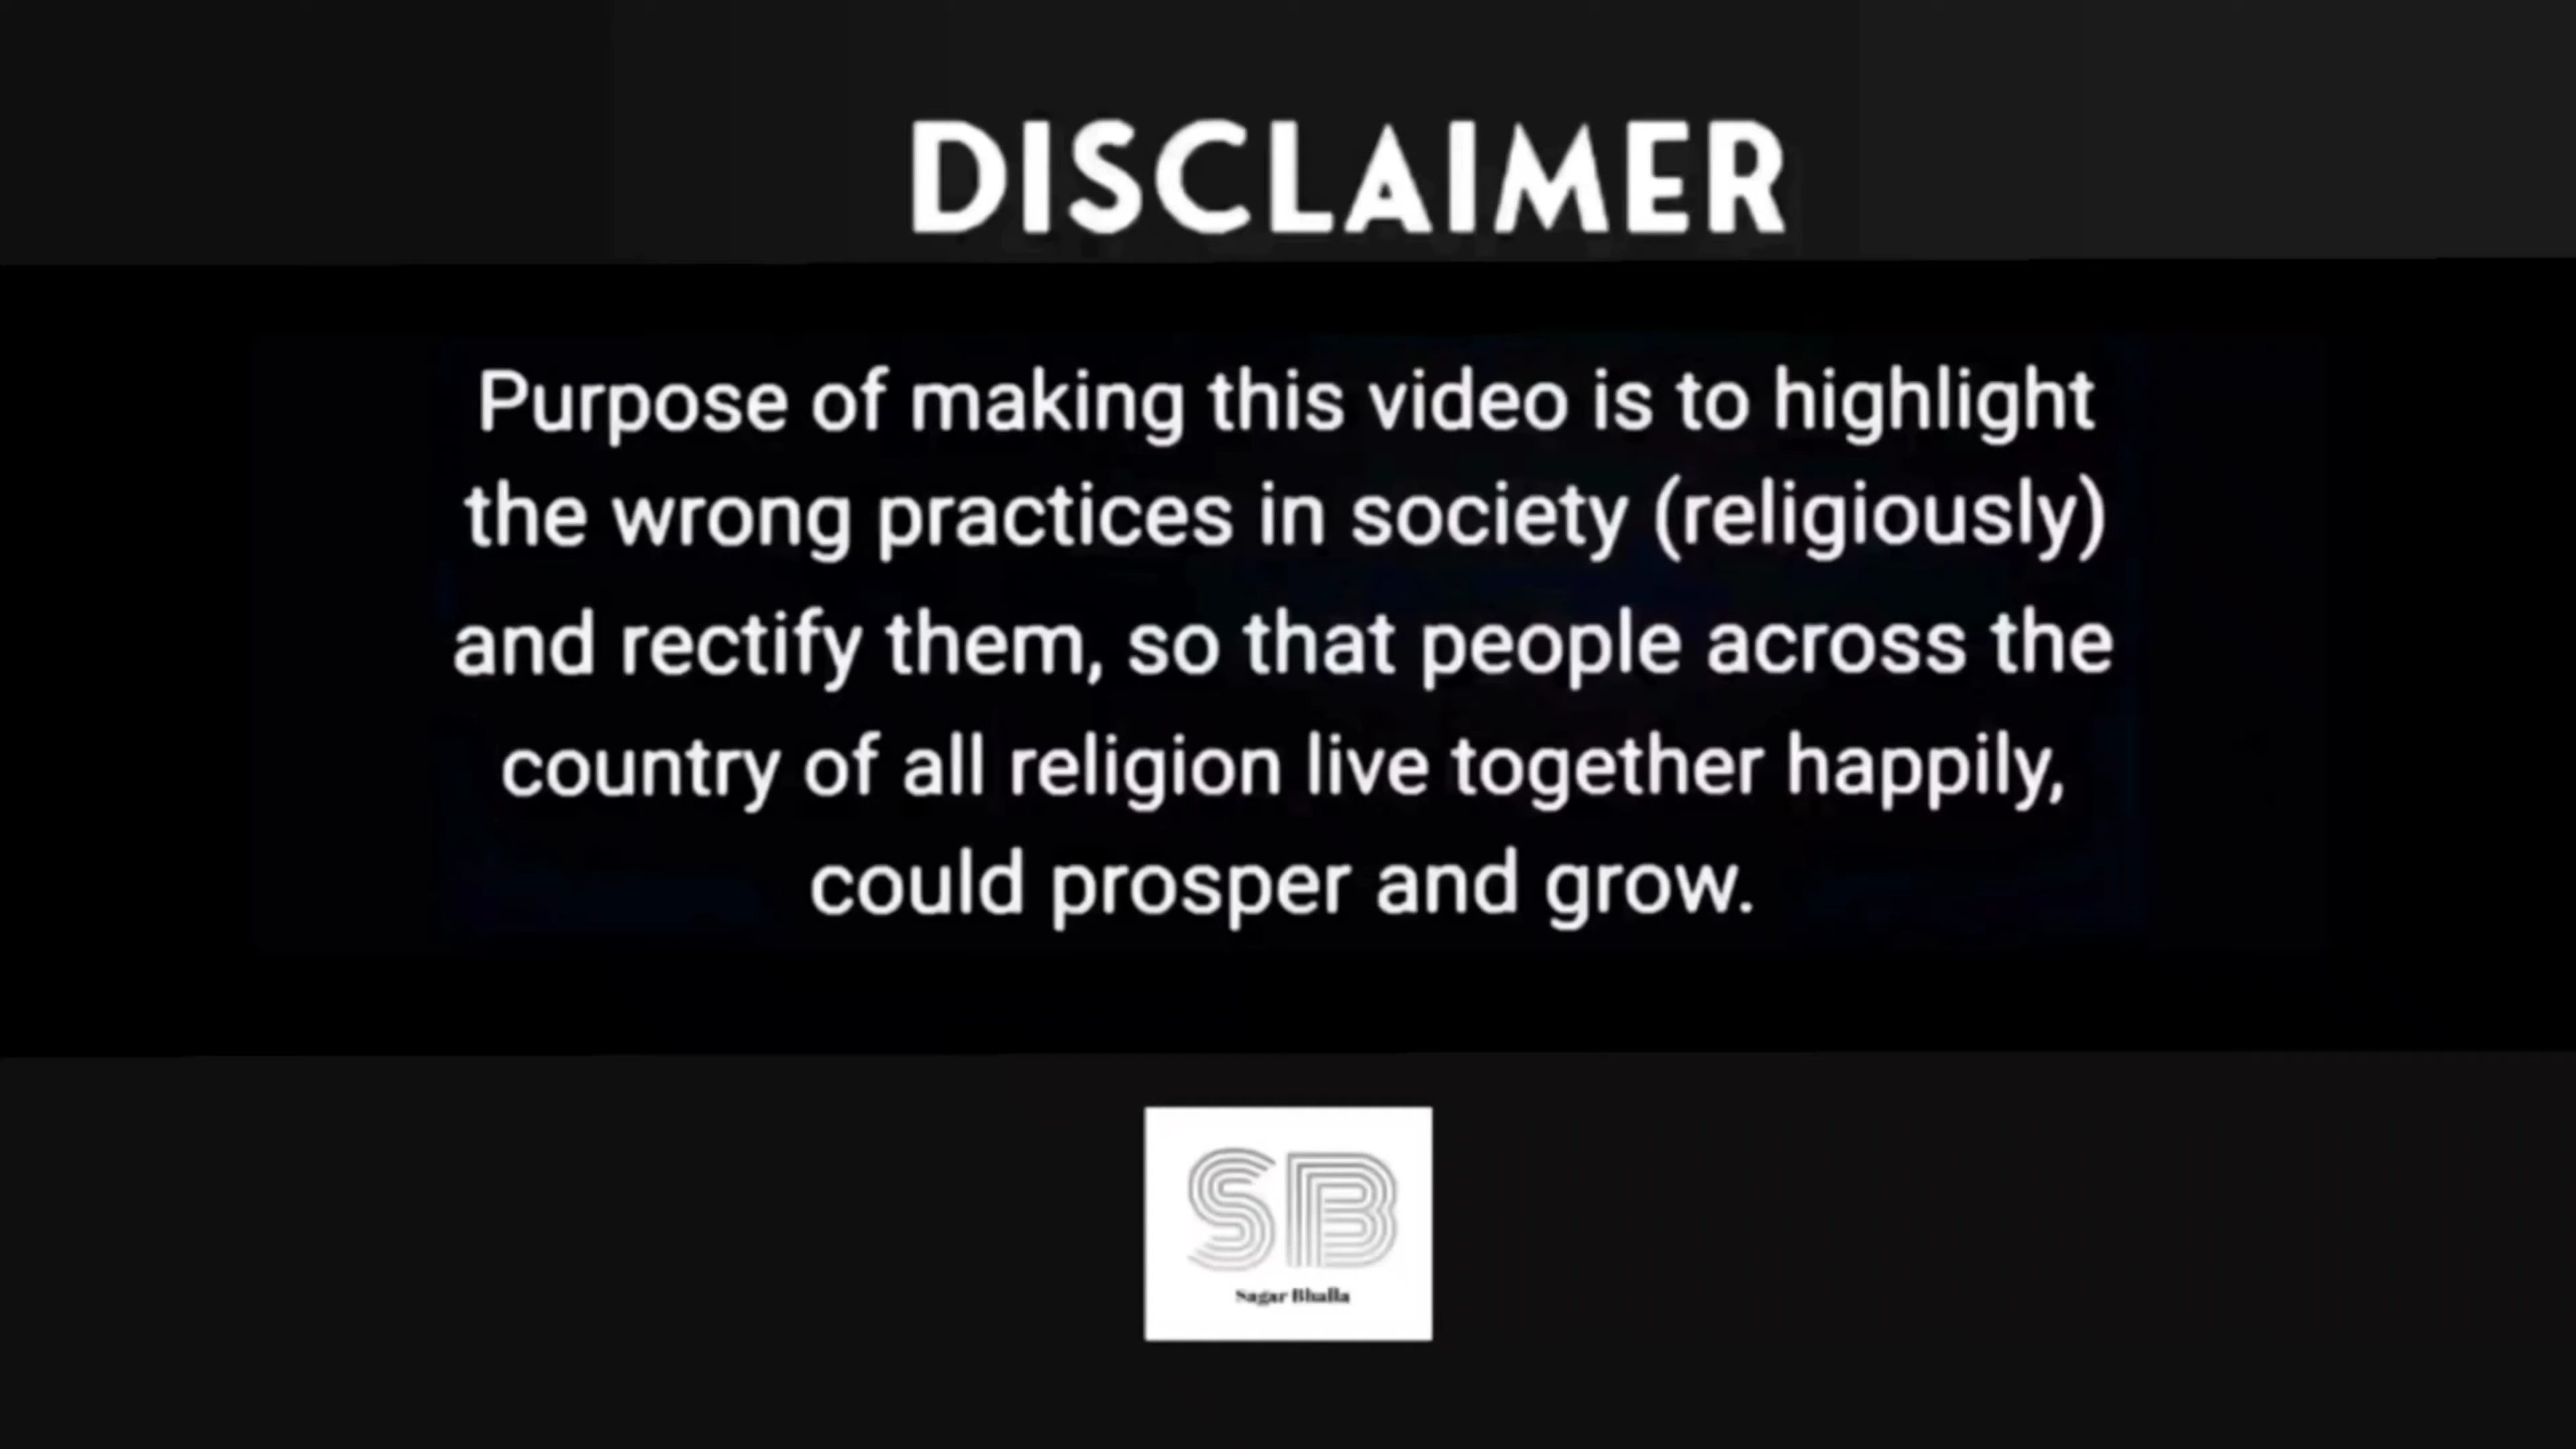 DISCLAIMER
Purpose of making this video is to highlight
the wrong practices in society (religiously)
and rectify them, so that people across the
country of all religion live together happily,
could prosper and grow.
SB
Sagar Bhalla